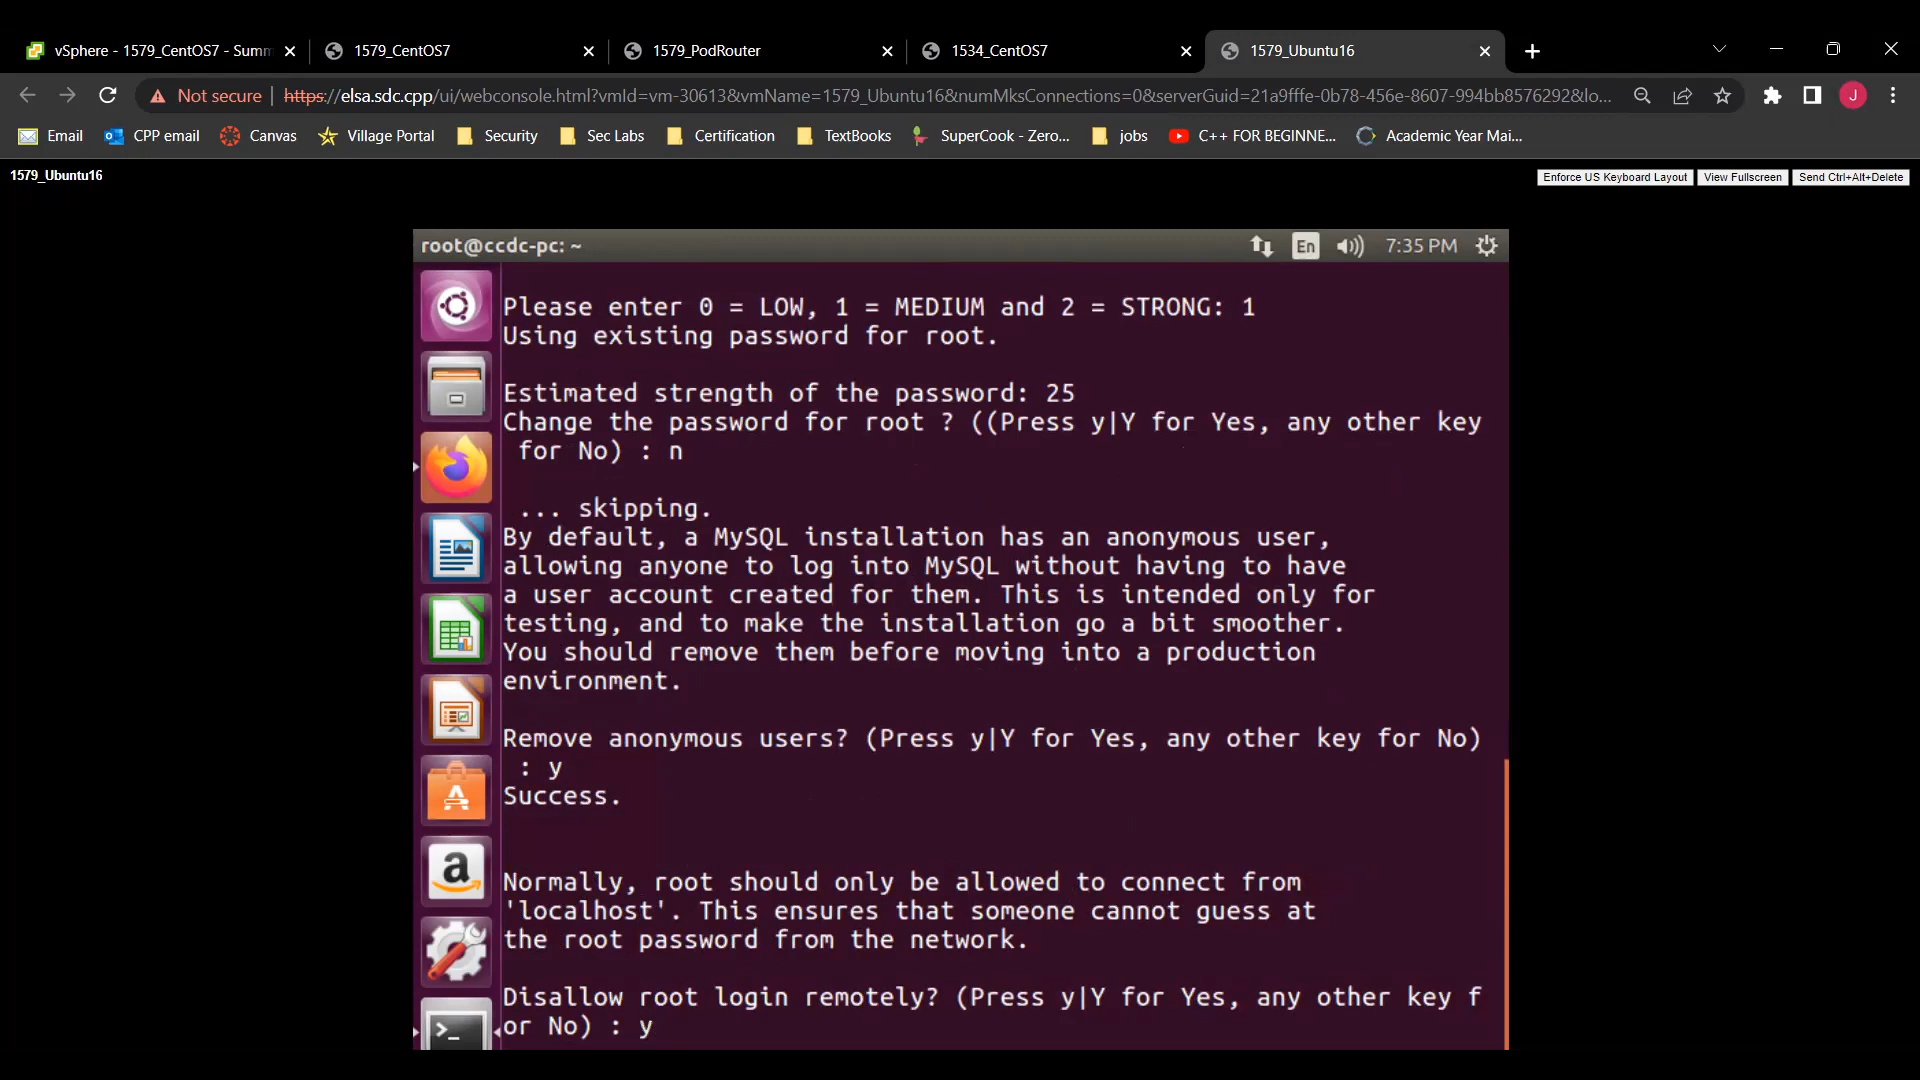 vSphere - 1579_CentOS7 - Summ
1579_CentOS7
1579_PodRouter
1534_CentOS7
1579_Ubuntu16
Not secure
https://elsa.sdc.cpp/ui/webconsole.html?vmId=vm-30613&vmName=1579_Ubuntu16&numMksConnections=0&serverGuid=21a9fffe-0b78-456e-8607-994bb8576292&lo...
J
Email
CPP email
Canvas
Village Portal
Security
Sec Labs
Certification
TextBooks
SuperCook - Zero...
jobs
C++ FOR BEGINNE...
Academic Year Mai...
1579_Ubuntu16
Enforce US Keyboard Layout
View Fullscreen
Send Ctrl+Alt+Delete
root@ccdc-pc: ~
En
7:35 PM
Please enter 0 = LOW, 1 = MEDIUM and 2 = STRONG: 1
Using existing password for root.
Estimated strength of the password: 25
Change the password for root ? ((Press y|Y for Yes, any other key
for No) : n
... skipping.
By default, a MySQL installation has an anonymous user,
allowing anyone to log into MySQL without having to have
a user account created for them. This is intended only for
testing, and to make the installation go a bit smoother.
You should remove them before moving into a production
environment.
Remove anonymous users? (Press y|Y for Yes, any other key for No)
: y
Success.
Normally, root should only be allowed to connect from
'localhost'. This ensures that someone cannot guess at
the root password from the network.
Disallow root login remotely? (Press y|Y for Yes, any other key f
or No) : y